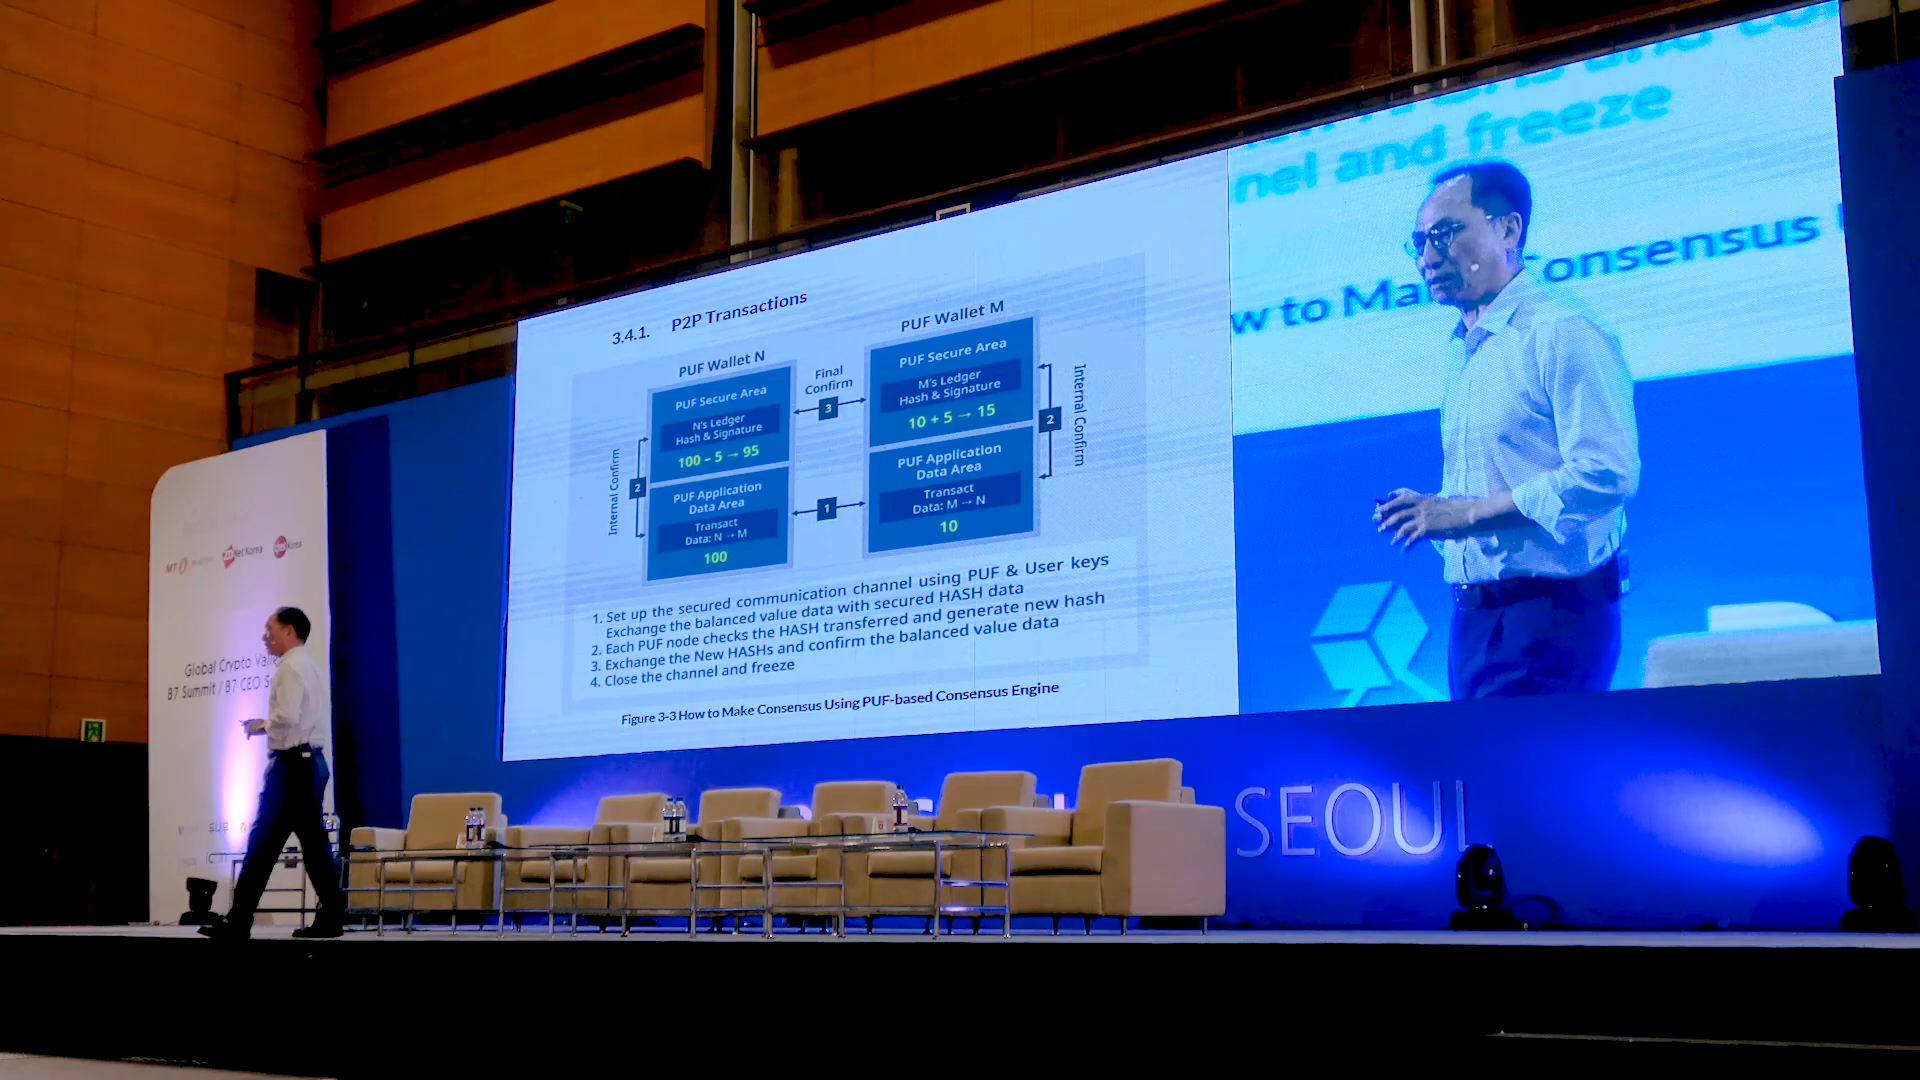 3.4.1. P2P Transactions
PUF Wallet N
PUF Secure Area
N's Ledger
Hash & Signature
100 – 5 → 95
PUF Application
Data Area
Transact
Data: N → M
100
Internal Confirm
2
Final
Confirm
3
1
PUF Wallet M
PUF Secure Area
M's Ledger
Hash & Signature
10 + 5 → 15
PUF Application
Data Area
Transact
Data: M → N
10
2
Internal Confirm
1. Set up the secured communication channel using PUF & User keys
Exchange the balanced value data with secured HASH data
2. Each PUF node checks the HASH transferred and generate new hash
3. Exchange the New HASHs and confirm the balanced value data
4. Close the channel and freeze
Figure 3-3 How to Make Consensus Using PUF-based Consensus Engine
nel and freeze
w to Ma onsensus
MT
Net Korea
Korea
Global Crypto Vall
B7 Summit / B7 CEO S
SEOUL